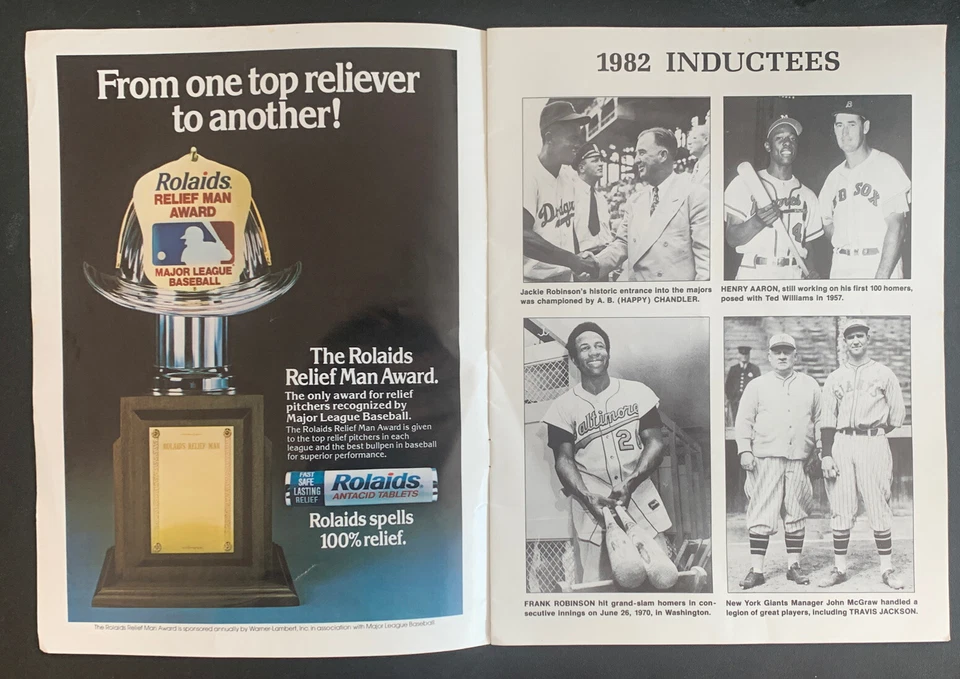 From one top reliever
to another!
Rolaids®
RELIEF MAN
AWARD
MAJOR LEAGUE
BASEBALL
The Rolaids
Relief Man Award.
The only award for relief
pitchers recognized by
Major League Baseball.
The Rolaids Relief Man Award is given
to the top relief pitchers in each
league and the best bullpen in baseball
for superior performance.
ROLAIDS RELIEF MAN
FAST
SAFE
LASTING
RELIEF
Rolaids®
ANTACID TABLETS
Rolaids spells
100% relief.
The Rolaids Relief Man Award is sponsored annually by Warner-Lambert, Inc. in association with Major League Baseball.
1982 INDUCTEES
Dodgers
Jackie Robinson's historic entrance into the majors
was championed by A. B. (HAPPY) CHANDLER.
B
RED SOX
HENRY AARON, still working on his first 100 homers,
posed with Ted Williams in 1957.
Baltimore
2
FRANK ROBINSON hit grand-slam homers in con-
secutive innings on June 26, 1970, in Washington.
GIANTS
New York Giants Manager John McGraw handled a
legion of great players, including TRAVIS JACKSON.